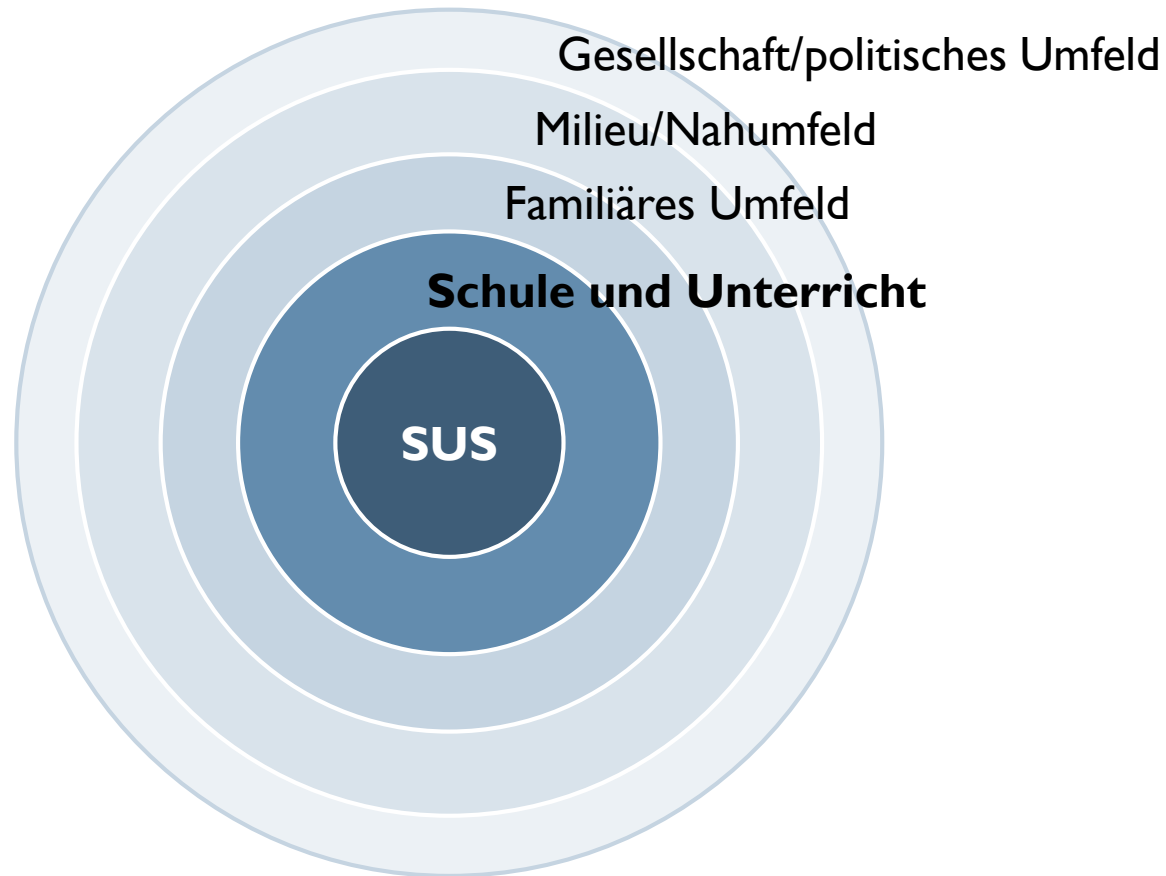 Gesellschaft/politisches Umfeld
Milieu/Nahumfeld
Familiäres Umfeld
Schule und Unterricht
SUS